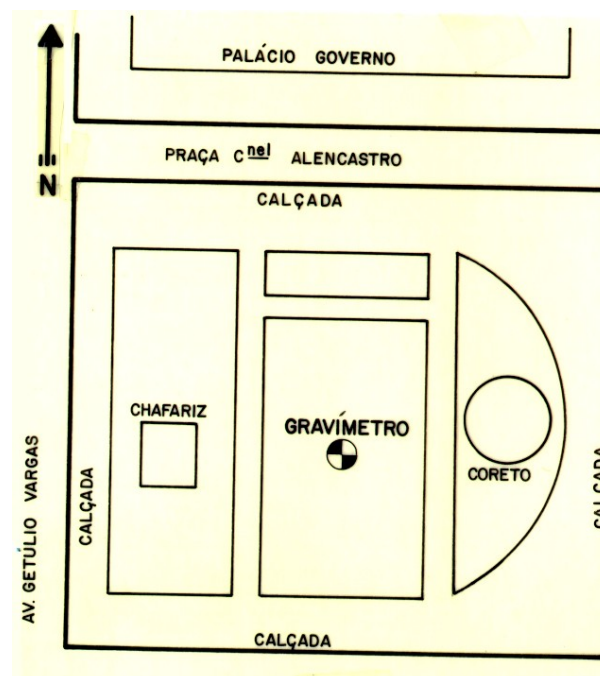 PALÁCIO GOVERNO
PRAÇA Cnel ALENCASTRO
N
CALÇADA
CHAFARIZ
GRAVÍMETRO
CORETO
AV. GETÚLIO VARGAS
CALÇADA
CALÇADA
CALÇADA